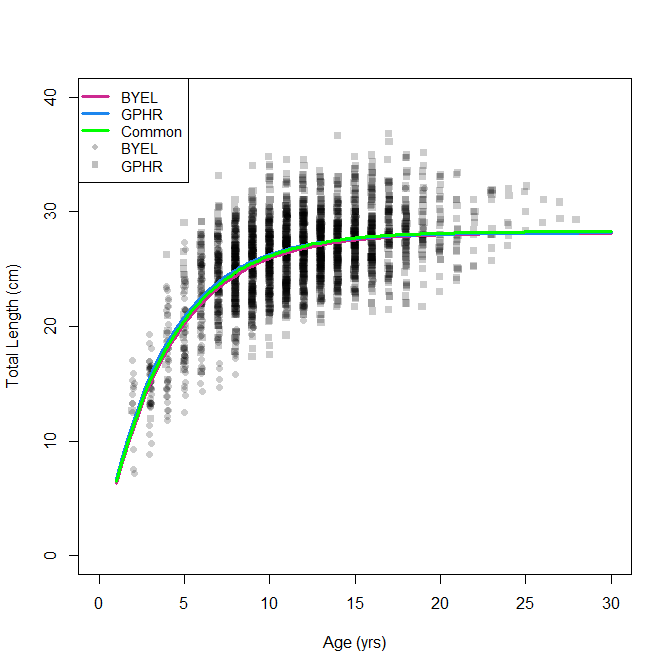 BYEL
GPHR
Common
BYEL
GPHR
40
30
20
10
0
Total Length (cm)
0 5 10 15 20 25 30
Age (yrs)